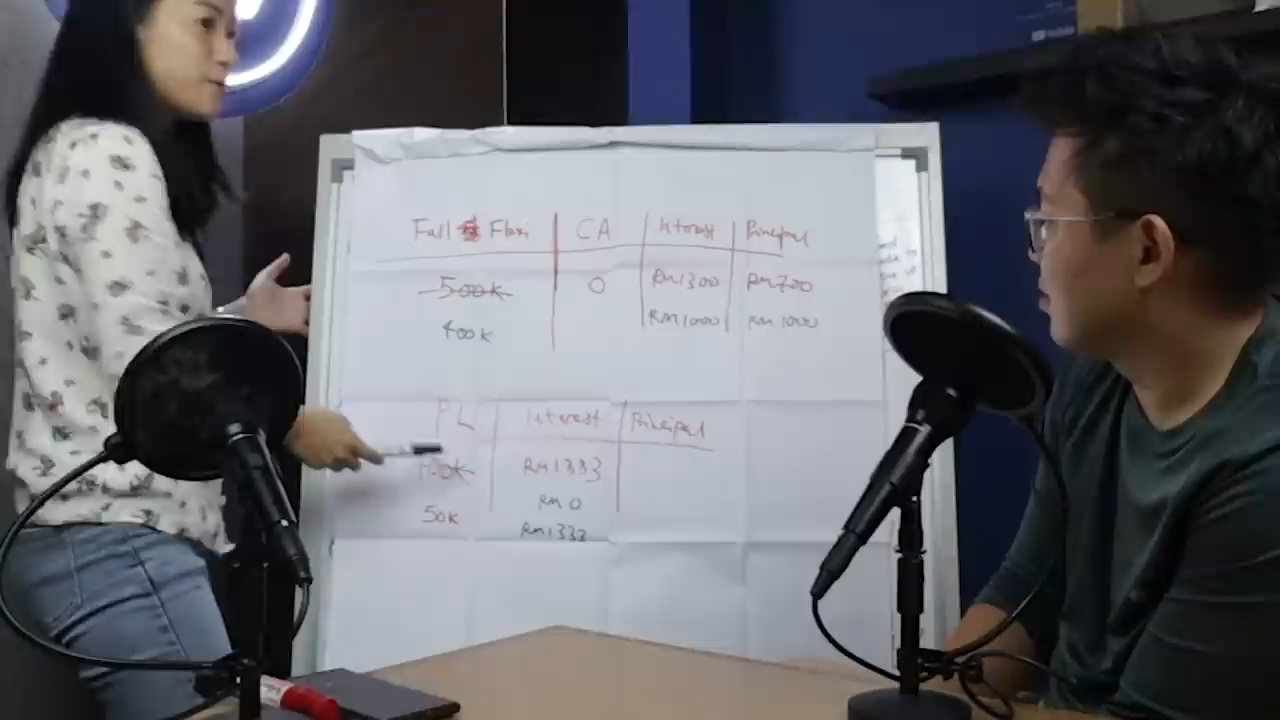 Full Flexi CA Interest Principal
500K 0 RM1300 RM700
400K RM1000 RM1000
PL Interest Principal
100K RM1333
RM0
50K
RM1333